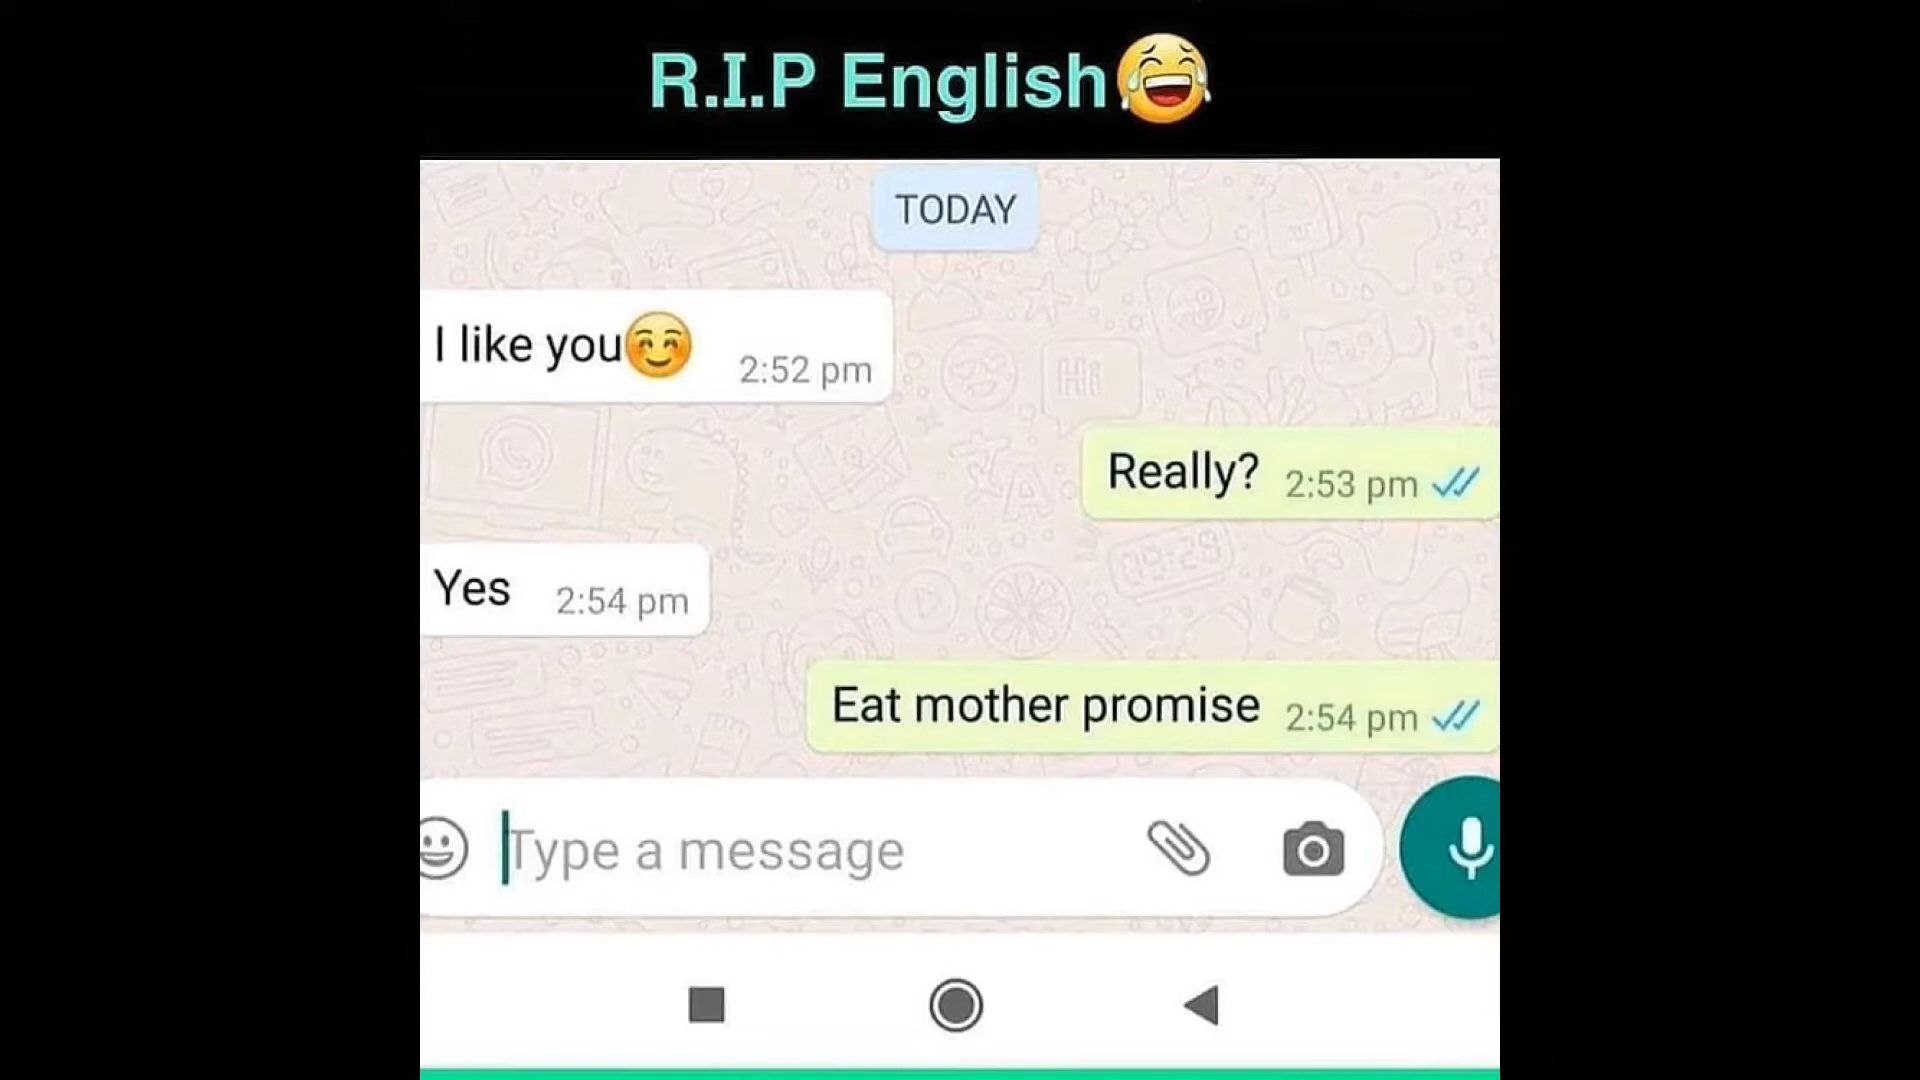 R.I.P English😂
TODAY
I like you☺️ 2:52 pm
Really? 2:53 pm
Yes 2:54 pm
Eat mother promise 2:54 pm
Type a message